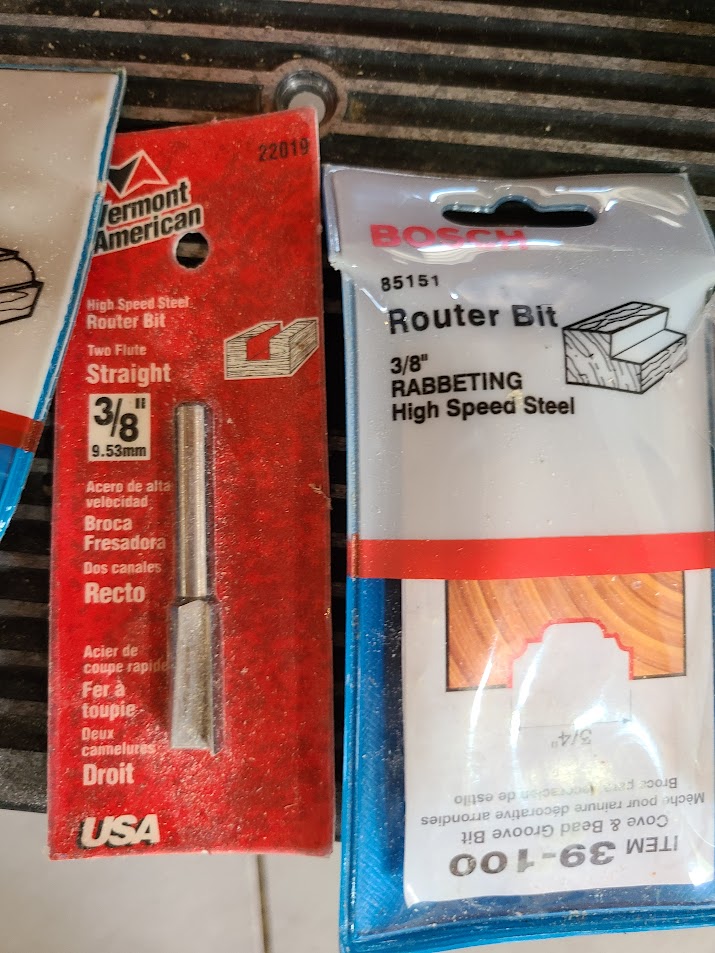 22019
Vermont
American
High Speed Steel
Router Bit
Two Flute
Straight
3/8"
9.53mm
Acero de alta
velocidad
Broca
Fresadora
Dos canales
Recto
Acier de
coupe rapide
Fer à
toupie
Deux
cannelures
Droit
USA
BOSCH
85151
Router Bit
3/8"
RABBETING
High Speed Steel
ITEM 39-100
Cove & Bead Groove Bit
Mèche pour rainure décorative arrondies
Broca para decoracion de estilo
3/4"